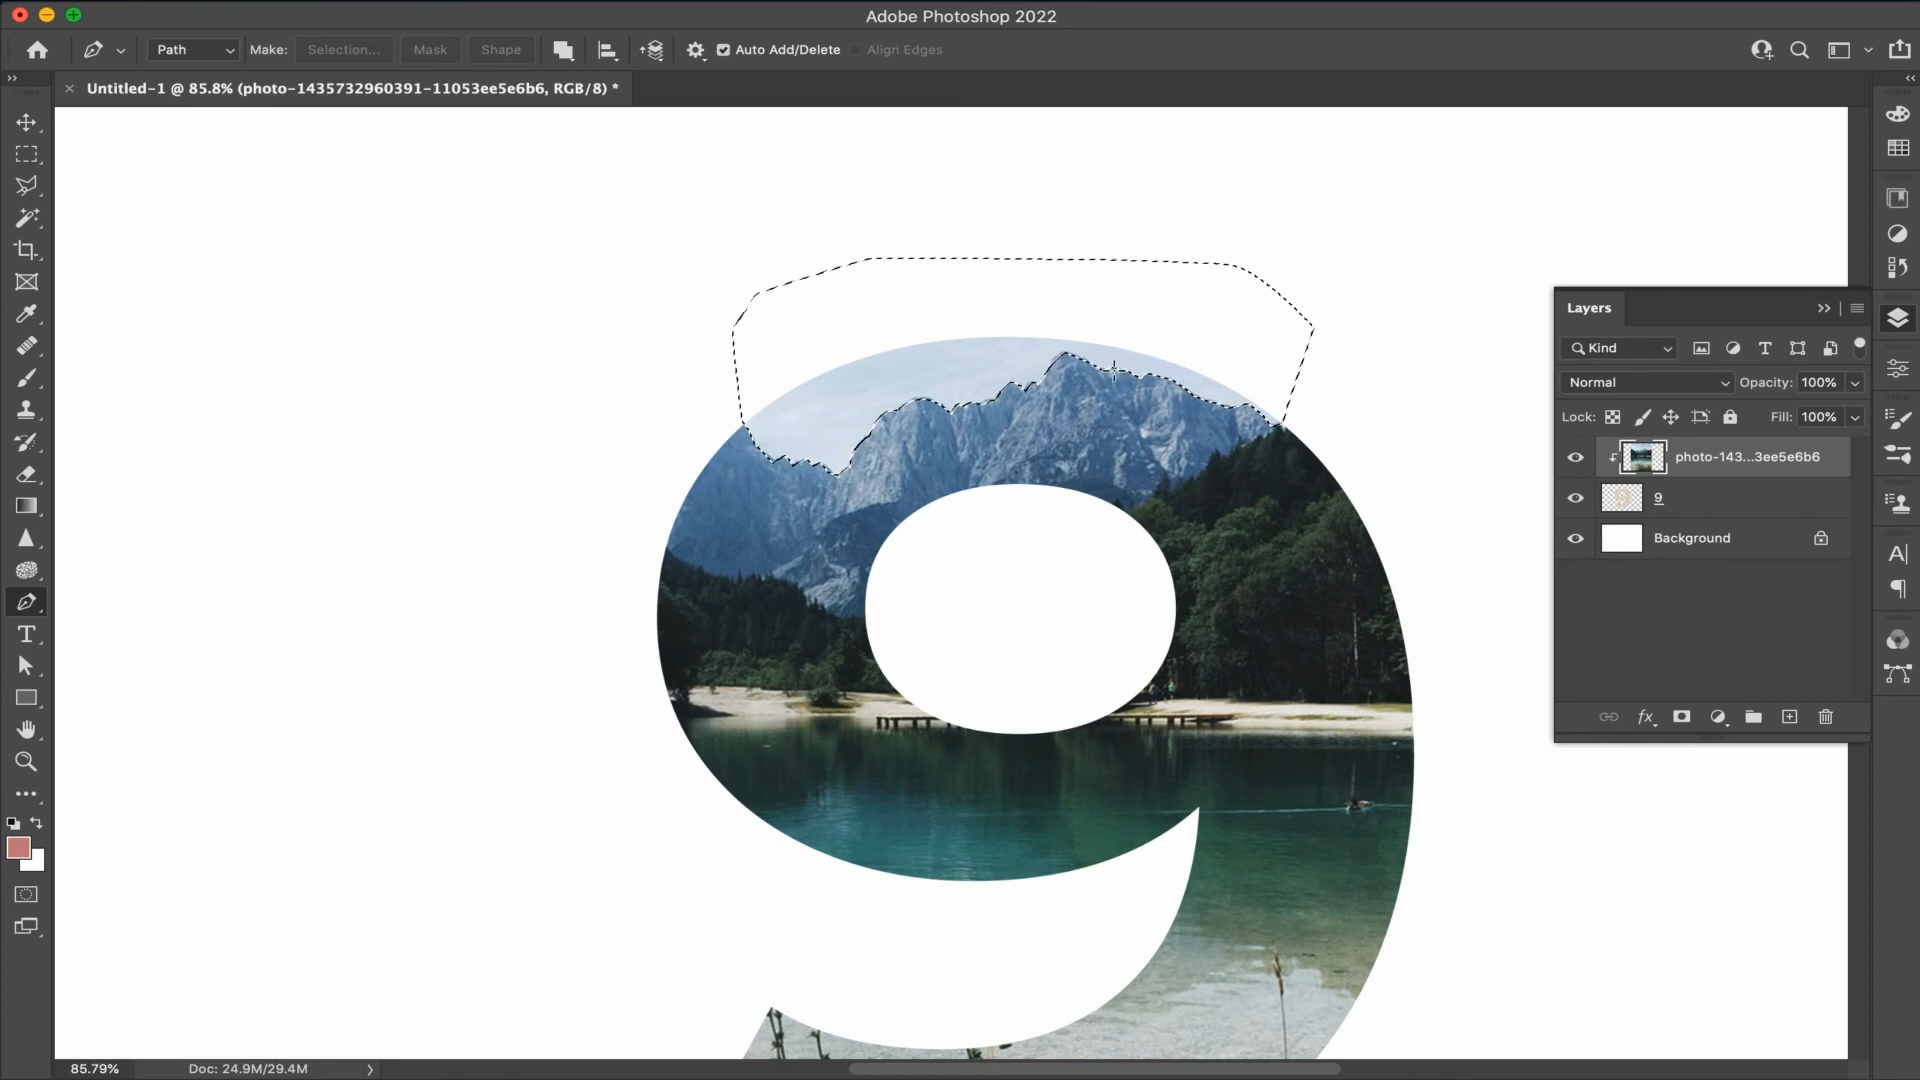 Adobe Photoshop 2022
Path Make: Selection... Mask Shape Auto Add/Delete Align Edges
Untitled-1 @ 85.8% (photo-1435732960391-11053ee5e6b6, RGB/8) *
Layers
Kind
Normal Opacity: 100%
Lock: Fill: 100%
photo-143...3ee5e6b6
9
Background
fx
85.79% Doc: 24.9M/29.4M
9